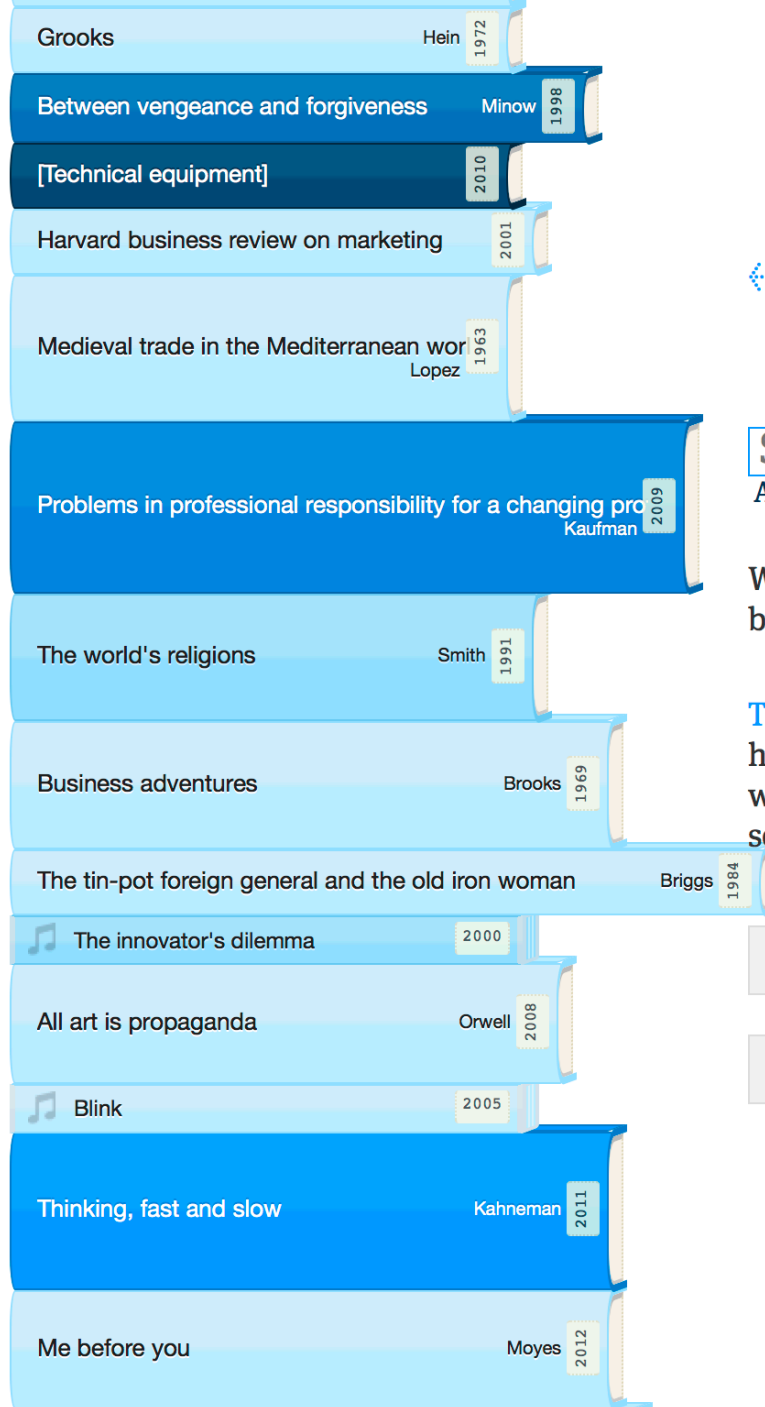 Grooks Hein 1972
Between vengeance and forgiveness Minow 1998
[Technical equipment] 2010
Harvard business review on marketing 2001
Medieval trade in the Mediterranean wor 1963
Lopez
Problems in professional responsibility for a changing pro 2009
Kaufman
The world's religions Smith 1991
Business adventures Brooks 1969
The tin-pot foreign general and the old iron woman Briggs 1984
The innovator's dilemma 2000
All art is propaganda Orwell 2008
Blink 2005
Thinking, fast and slow Kahneman 2011
Me before you Moyes 2012